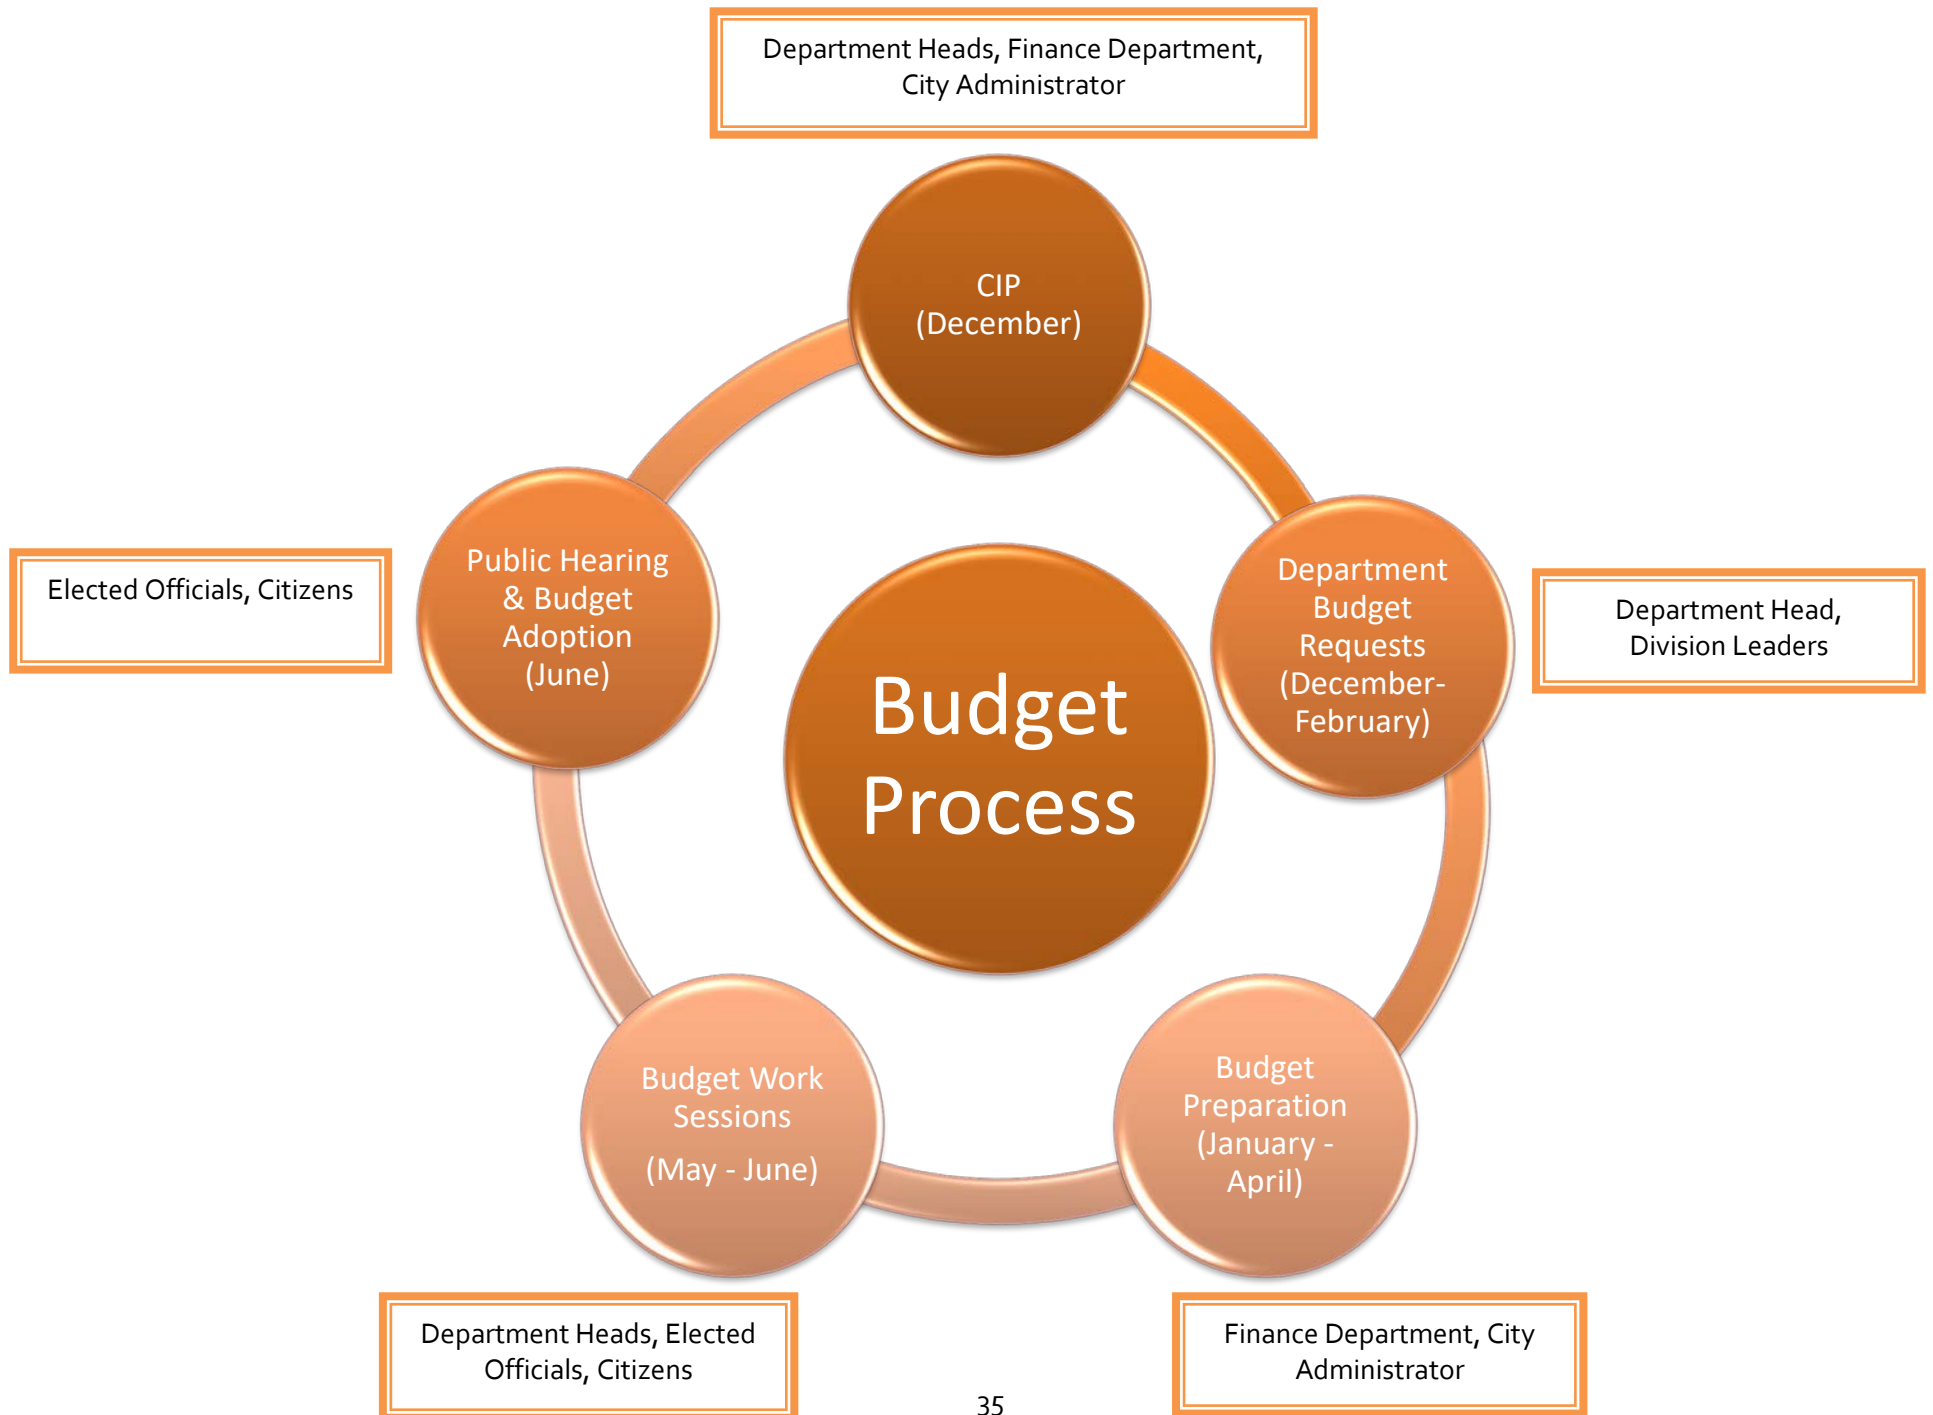 Department Heads, Finance Department,
City Administrator
CIP
(December)
Public Hearing
& Budget
Adoption
(June)
Elected Officials, Citizens
Department
Budget
Requests
(December-
February)
Department Head,
Division Leaders
Budget
Process
Budget Work
Sessions
(May - June)
Budget
Preparation
(January -
April)
Department Heads, Elected
Officials, Citizens
Finance Department, City
Administrator
35